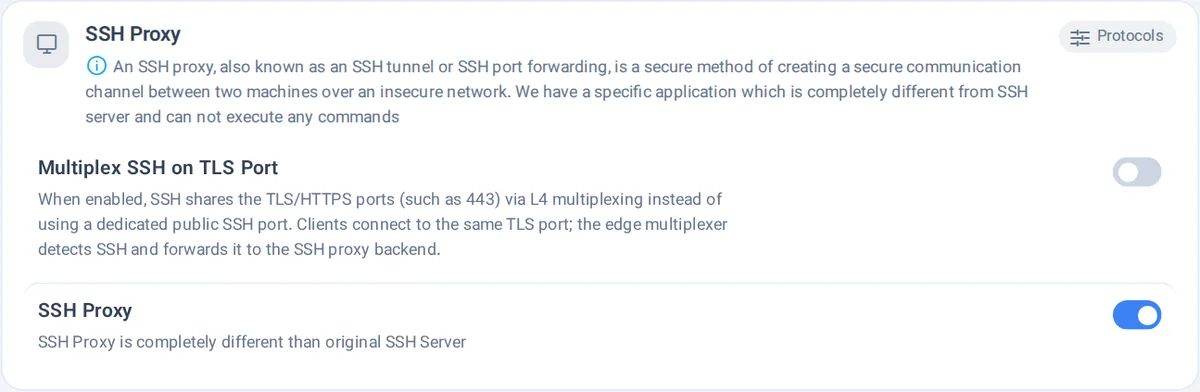 SSH Proxy
Protocols
An SSH proxy, also known as an SSH tunnel or SSH port forwarding, is a secure method of creating a secure communication
channel between two machines over an insecure network. We have a specific application which is completely different from SSH
server and can not execute any commands
Multiplex SSH on TLS Port
When enabled, SSH shares the TLS/HTTPS ports (such as 443) via L4 multiplexing instead of
using a dedicated public SSH port. Clients connect to the same TLS port; the edge multiplexer
detects SSH and forwards it to the SSH proxy backend.
SSH Proxy
SSH Proxy is completely different than original SSH Server